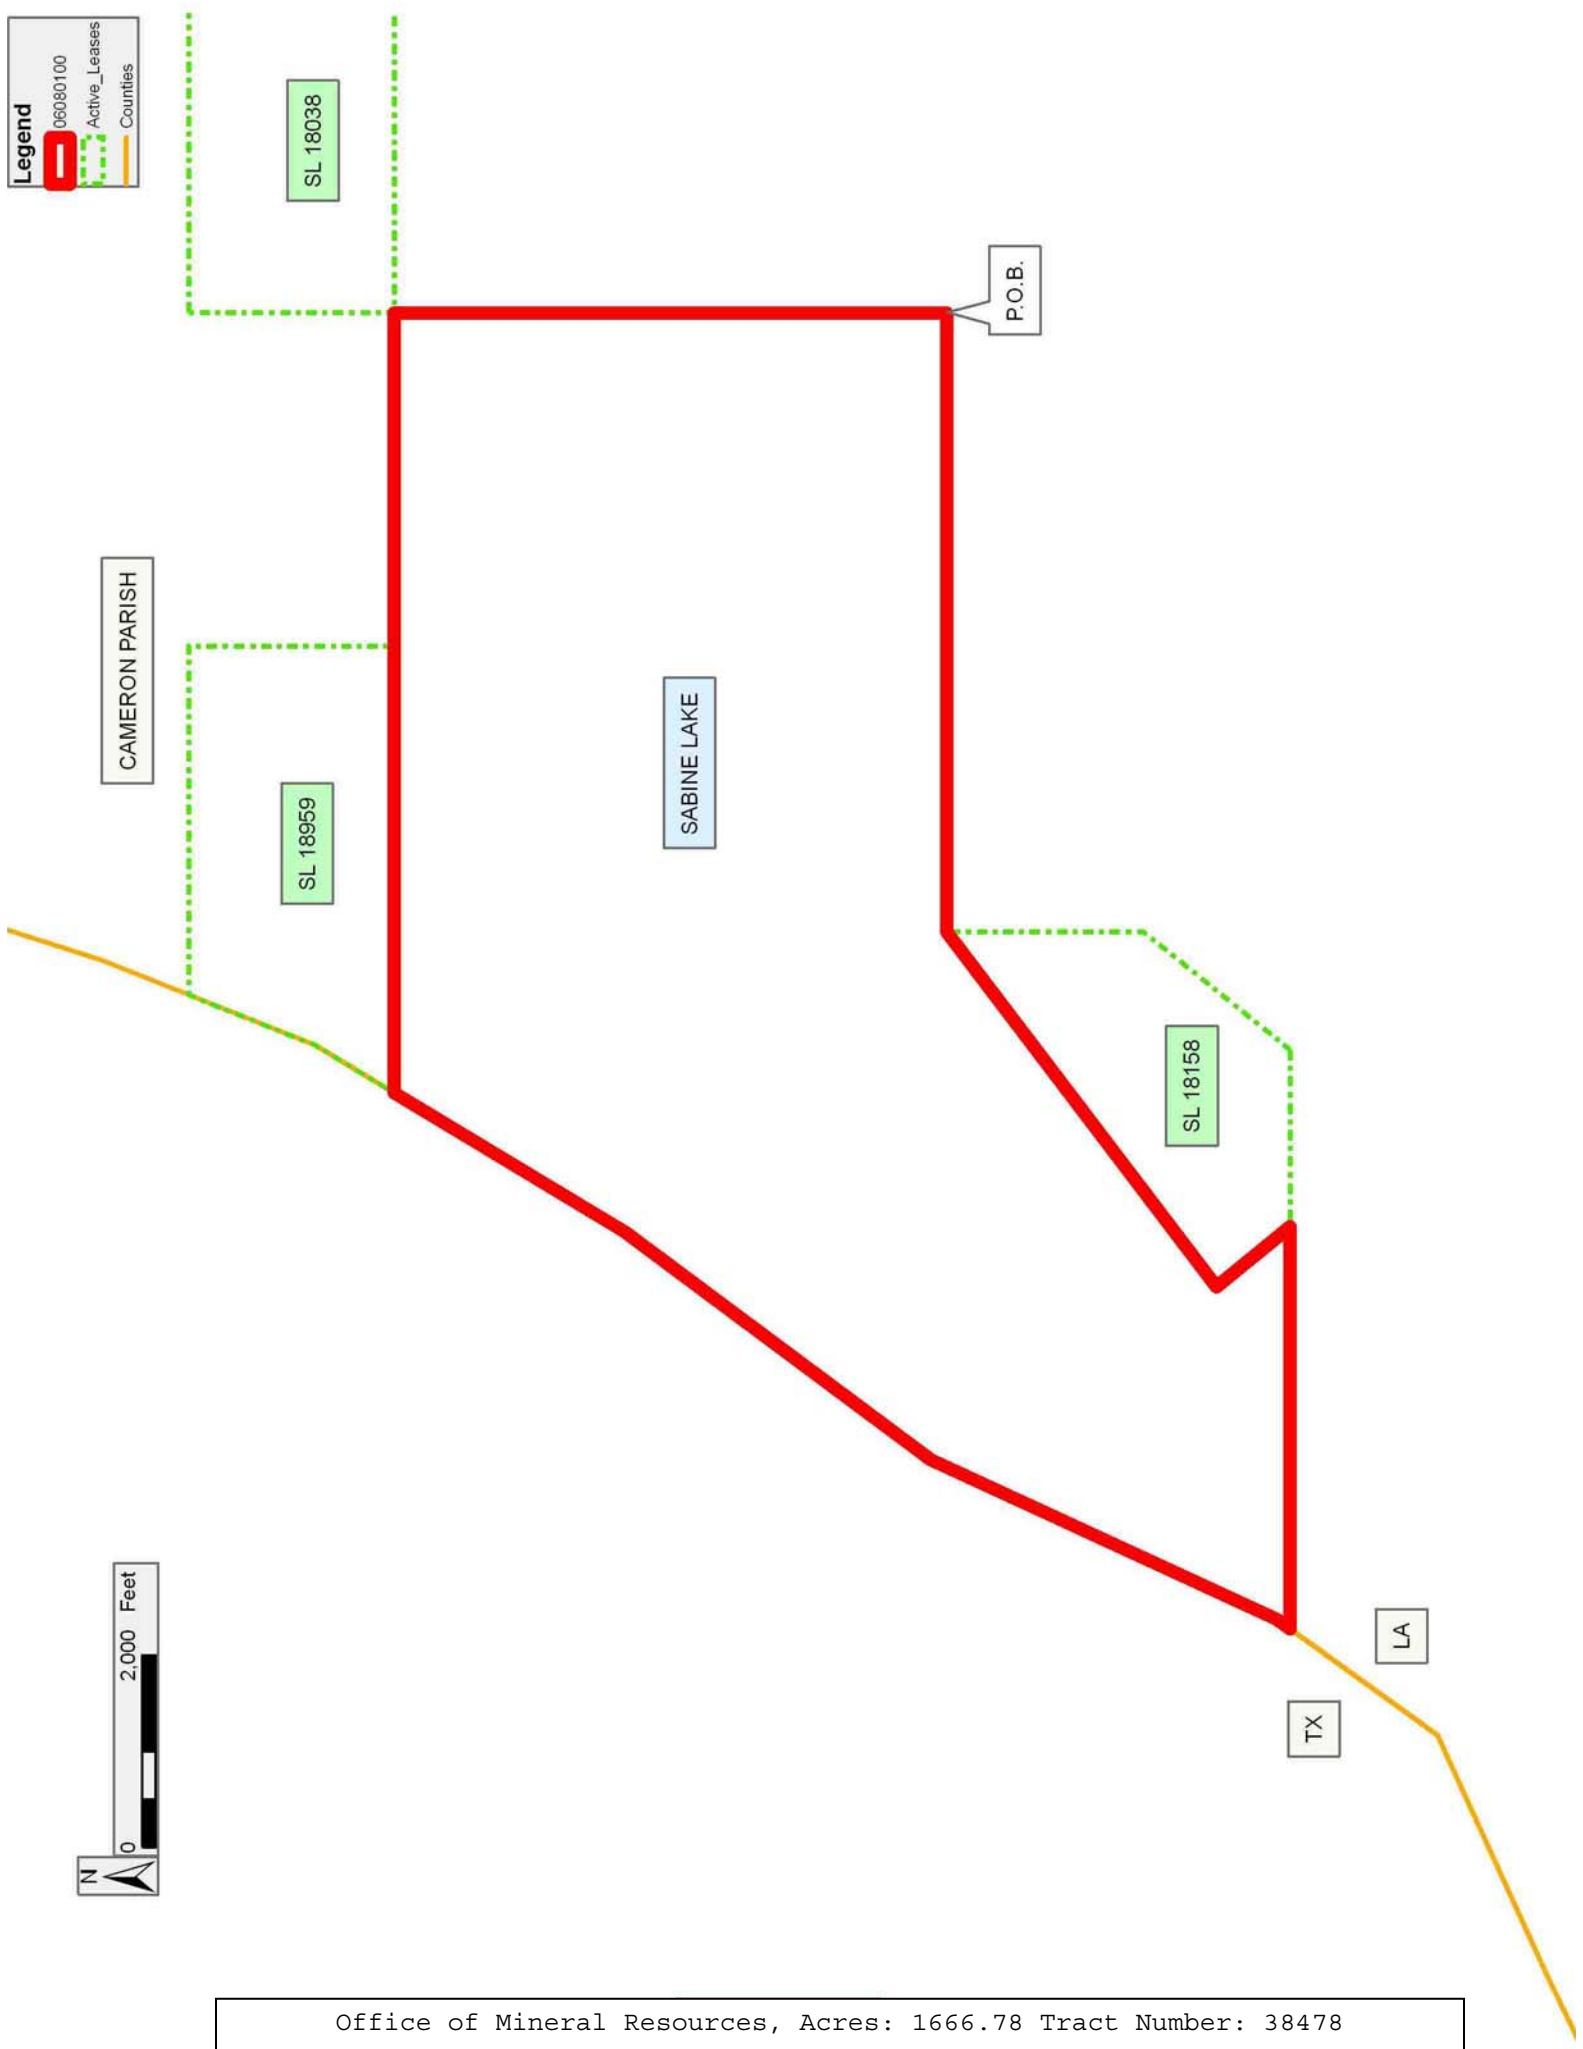 Legend
06080100
Active_Leases
Counties
SL 18038
CAMERON PARISH
SL 18959
SABINE LAKE
P.O.B.
SL 18158
N
0 2,000 Feet
TX
LA
Office of Mineral Resources, Acres: 1666.78 Tract Number: 38478